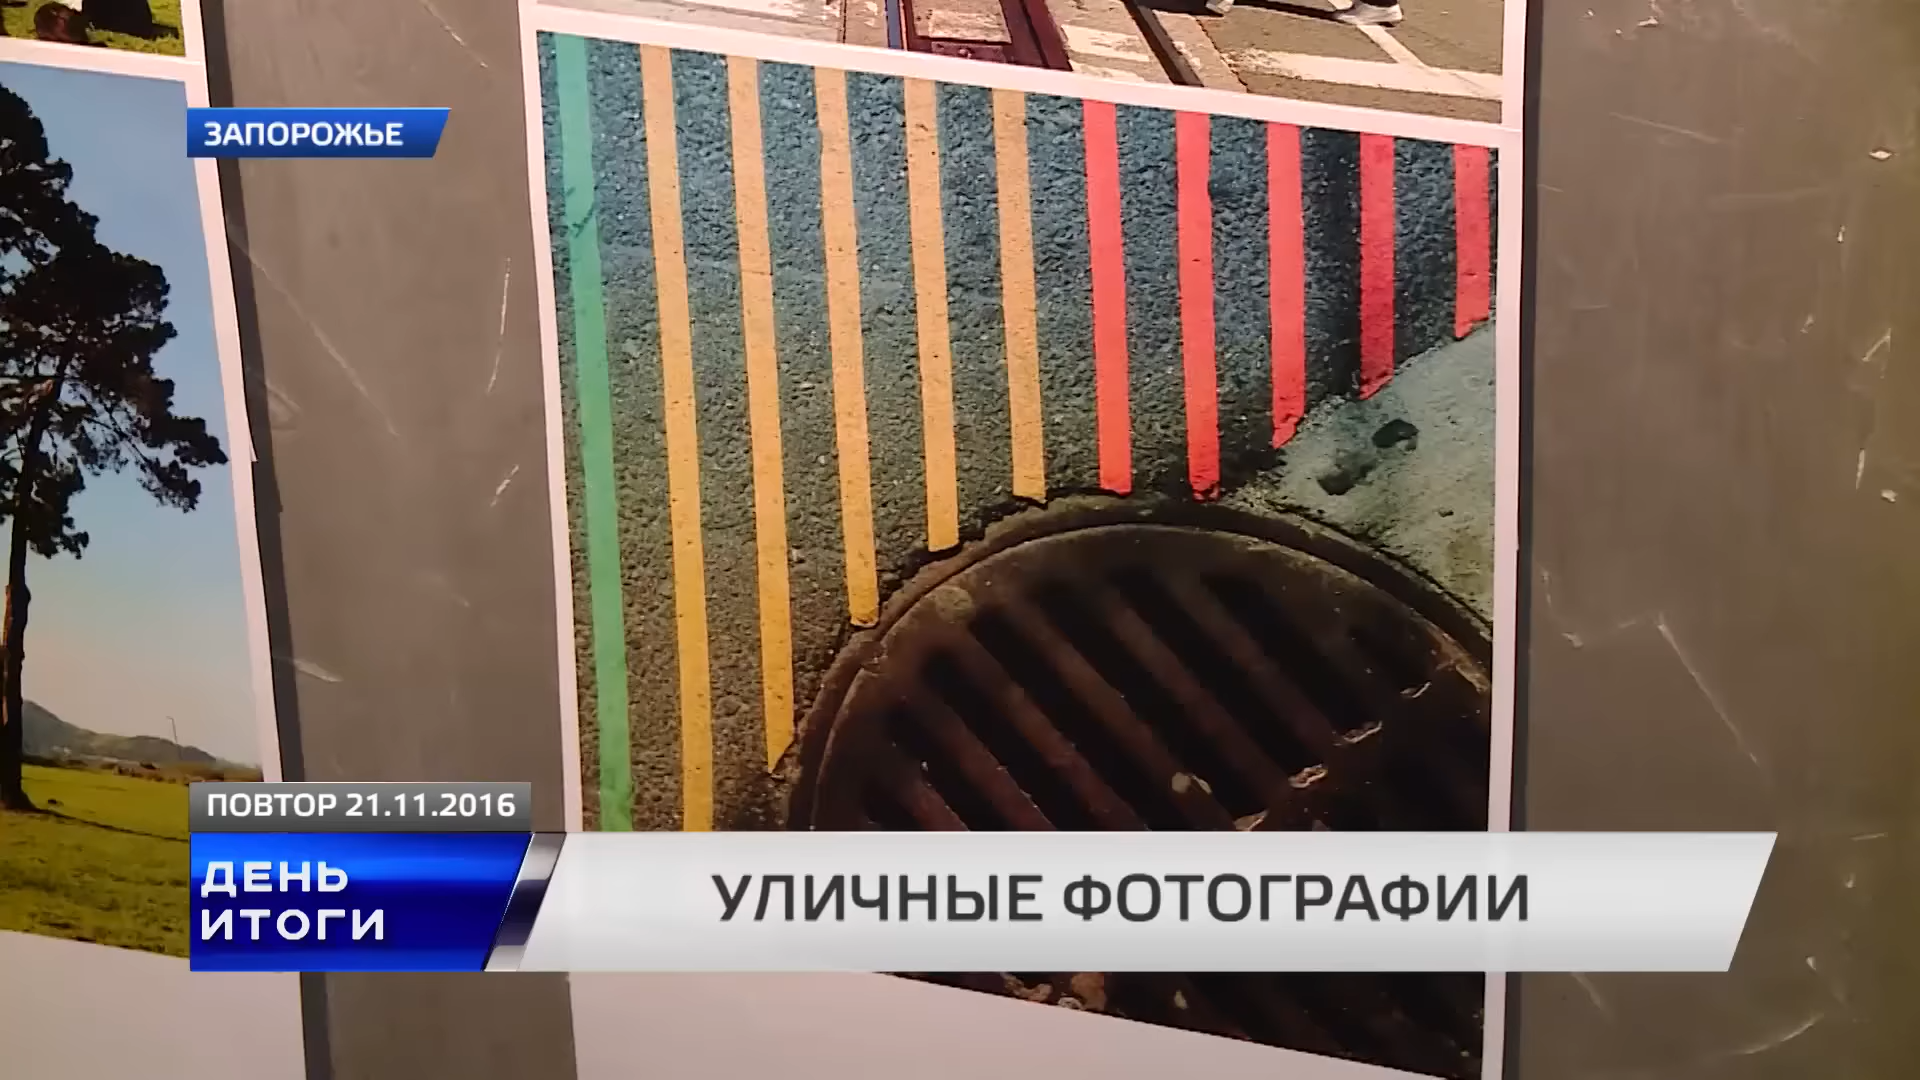 ЗАПОРОЖЬЕ
ПОВТОР 21.11.2016
ДЕНЬ
ИТОГИ
УЛИЧНЫЕ ФОТОГРАФИИ